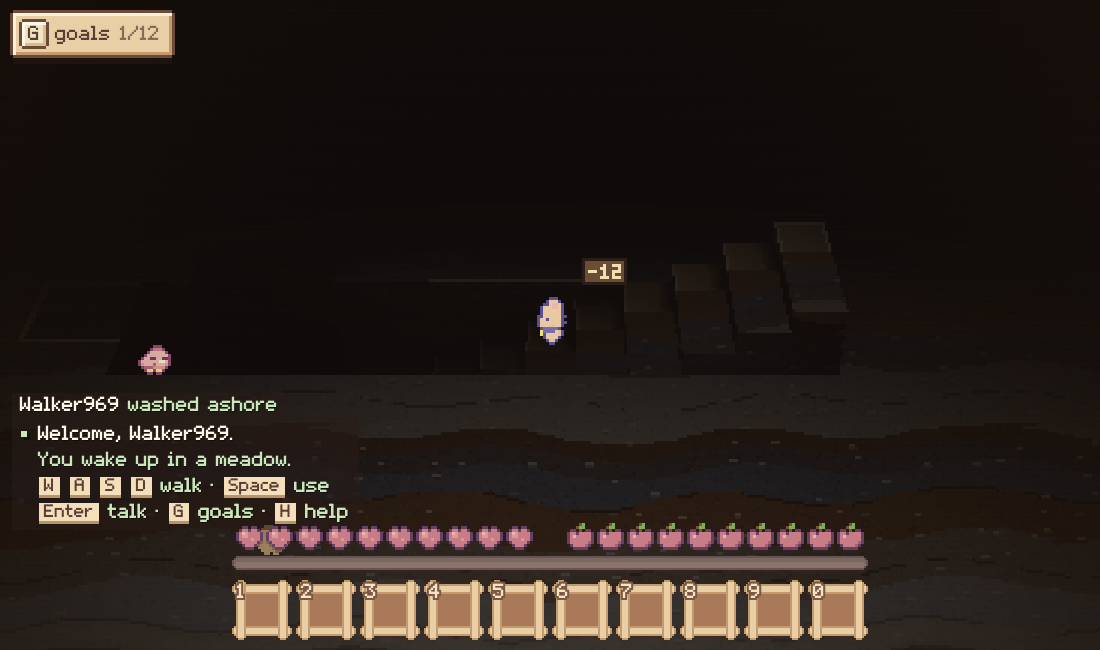 G goals 1/12
-12
Walker969 washed ashore
▪ Welcome, Walker969.
You wake up in a meadow.
W A S D walk · Space use
Enter talk · G goals · H help
1 2 3 4 5 6 7 8 9 0